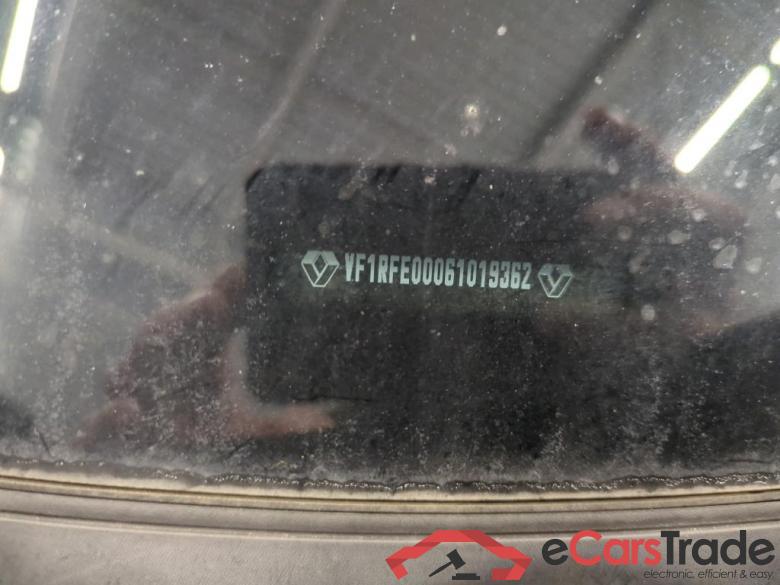 VF1RFE00061019362
eCarsTrade
electronic, efficient & easy